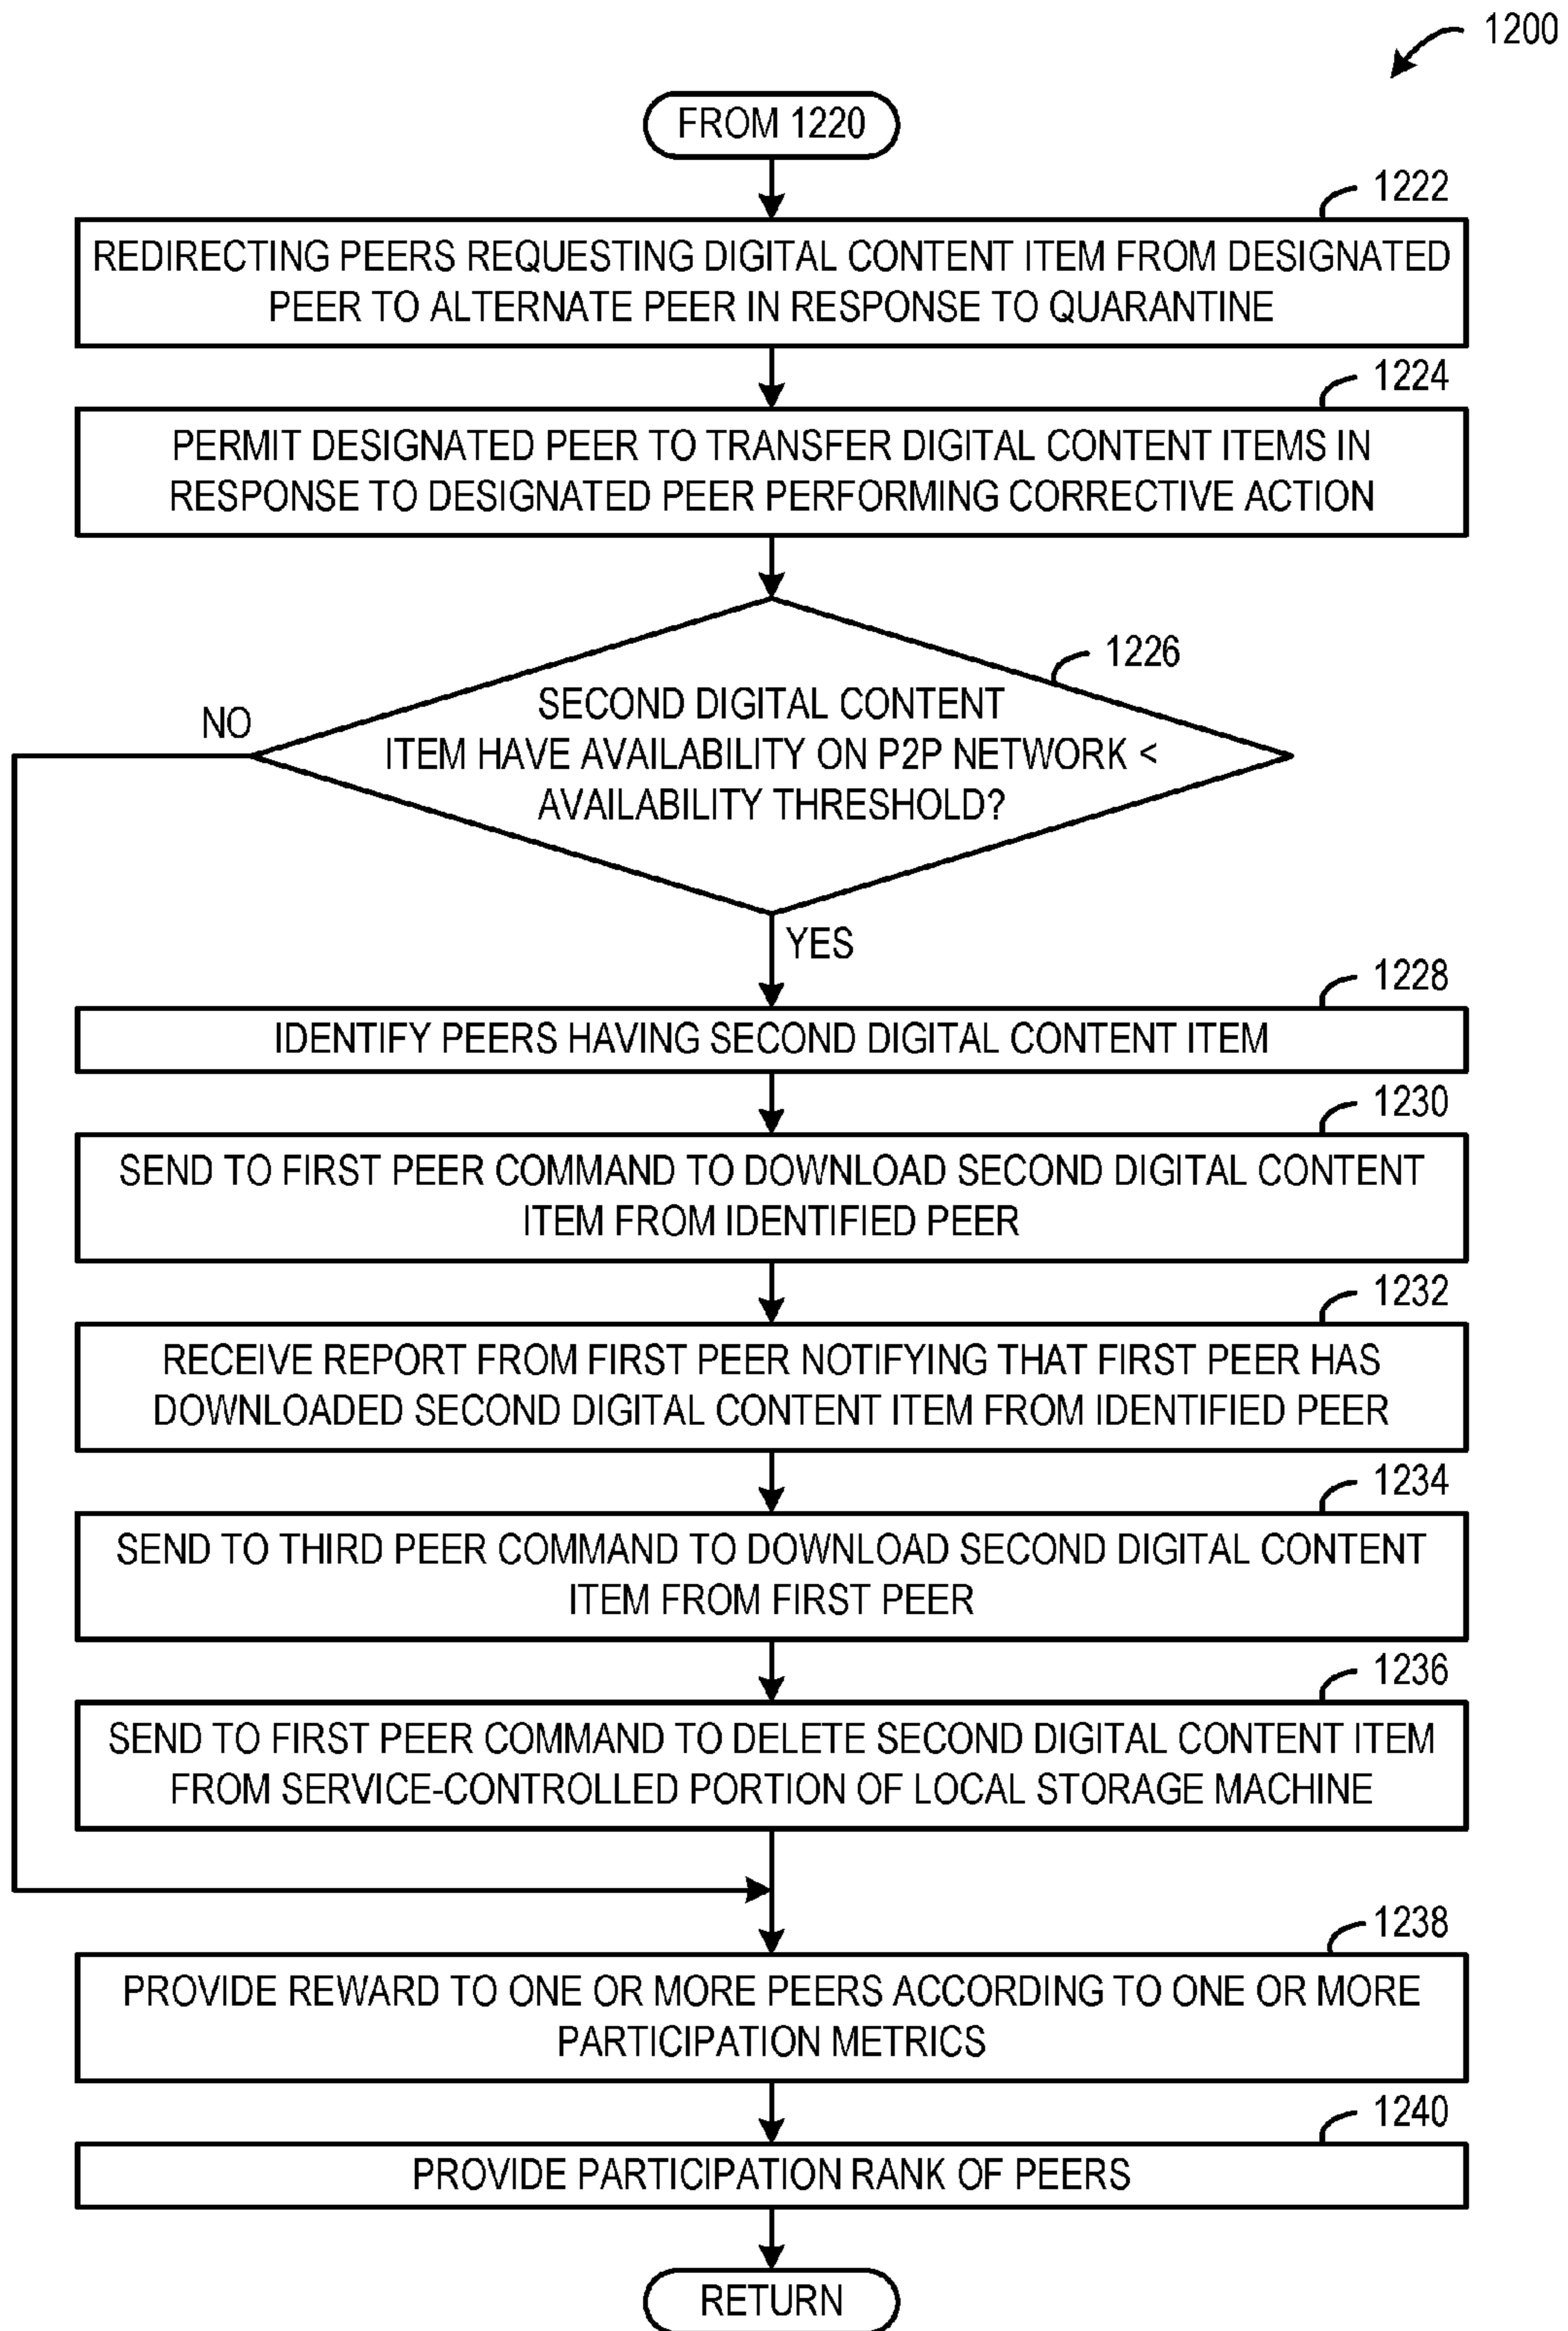 1200
FROM 1220
1222
REDIRECTING PEERS REQUESTING DIGITAL CONTENT ITEM FROM DESIGNATED
PEER TO ALTERNATE PEER IN RESPONSE TO QUARANTINE
1224
PERMIT DESIGNATED PEER TO TRANSFER DIGITAL CONTENT ITEMS IN
RESPONSE TO DESIGNATED PEER PERFORMING CORRECTIVE ACTION
1226
SECOND DIGITAL CONTENT
ITEM HAVE AVAILABILITY ON P2P NETWORK <
AVAILABILITY THRESHOLD?
NO
YES
1228
IDENTIFY PEERS HAVING SECOND DIGITAL CONTENT ITEM
1230
SEND TO FIRST PEER COMMAND TO DOWNLOAD SECOND DIGITAL CONTENT
ITEM FROM IDENTIFIED PEER
1232
RECEIVE REPORT FROM FIRST PEER NOTIFYING THAT FIRST PEER HAS
DOWNLOADED SECOND DIGITAL CONTENT ITEM FROM IDENTIFIED PEER
1234
SEND TO THIRD PEER COMMAND TO DOWNLOAD SECOND DIGITAL CONTENT
ITEM FROM FIRST PEER
1236
SEND TO FIRST PEER COMMAND TO DELETE SECOND DIGITAL CONTENT ITEM
FROM SERVICE-CONTROLLED PORTION OF LOCAL STORAGE MACHINE
1238
PROVIDE REWARD TO ONE OR MORE PEERS ACCORDING TO ONE OR MORE
PARTICIPATION METRICS
1240
PROVIDE PARTICIPATION RANK OF PEERS
RETURN